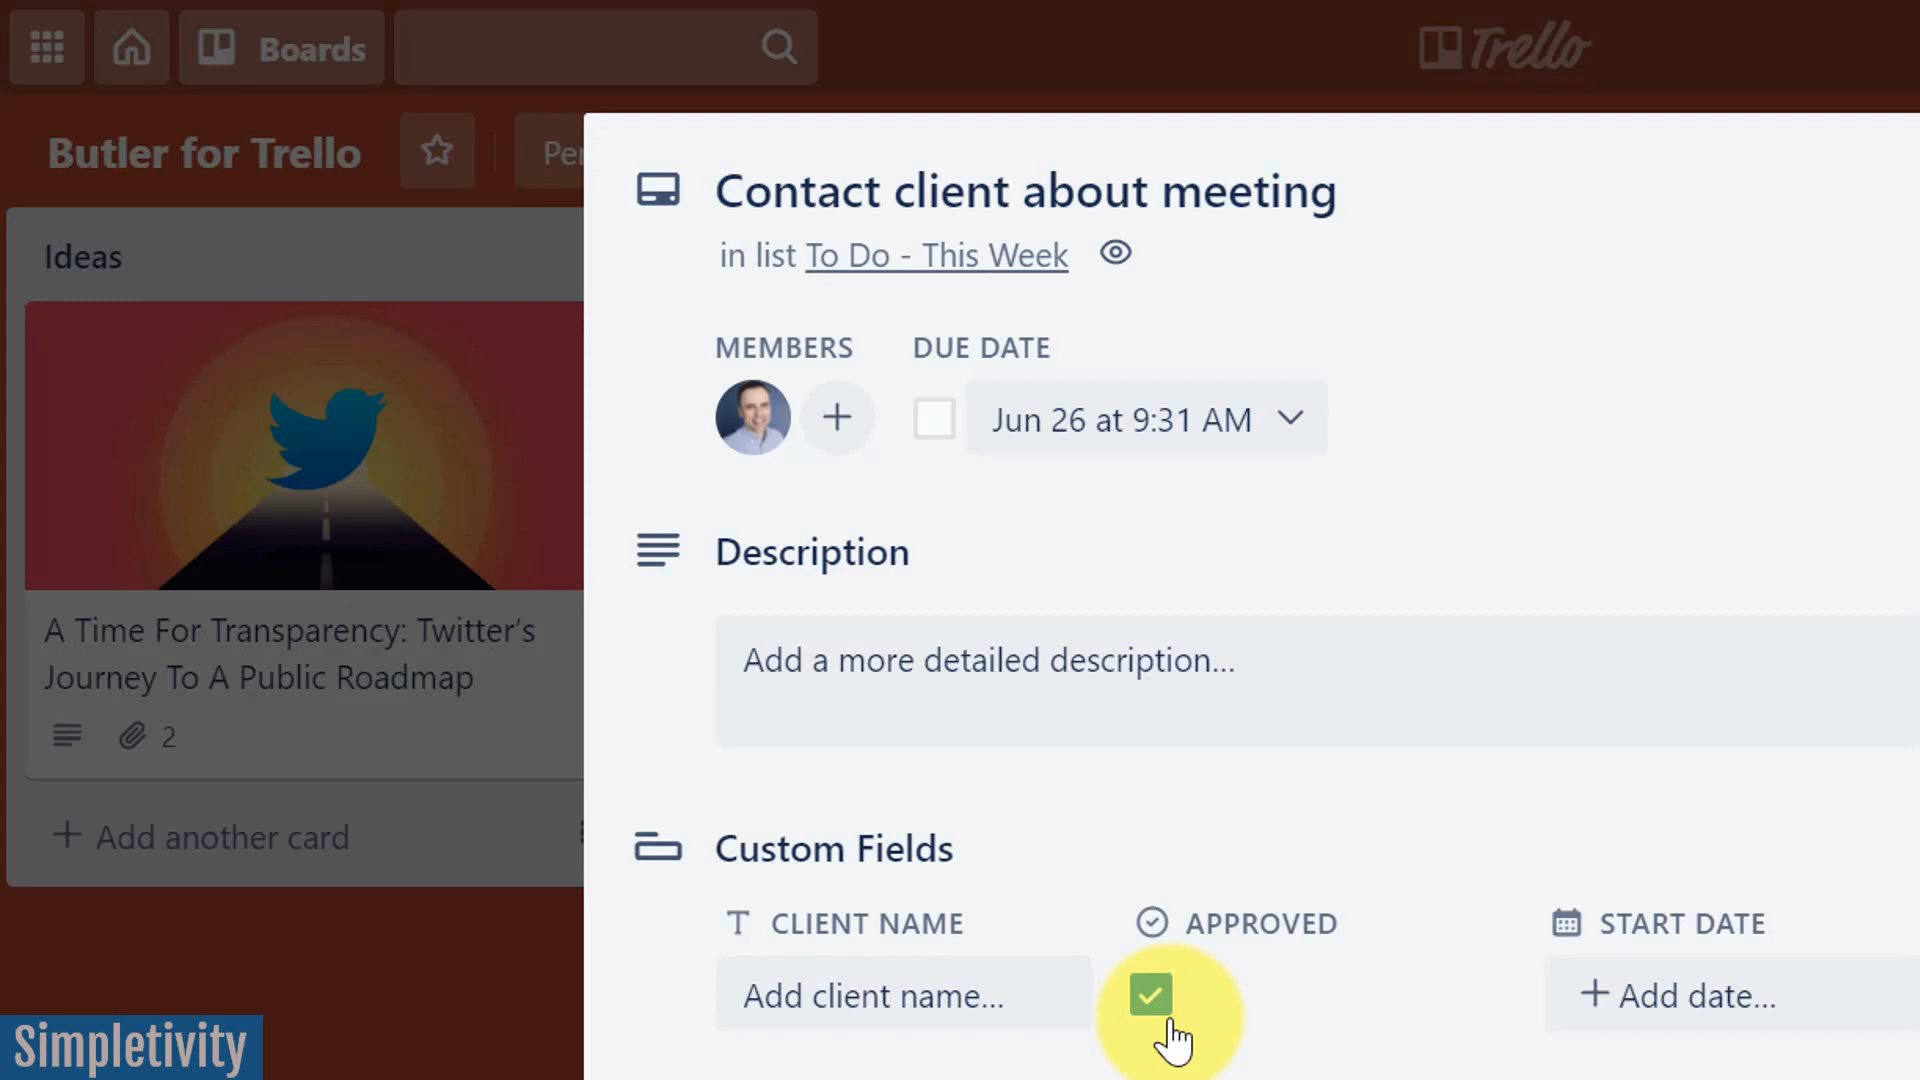 Boards
Trello
Butler for Trello
Per
Ideas
A Time For Transparency: Twitter's
Journey To A Public Roadmap
2
Add another card
Contact client about meeting
in list To Do - This Week
MEMBERS
DUE DATE
Jun 26 at 9:31 AM
Description
Add a more detailed description...
Custom Fields
CLIENT NAME
APPROVED
START DATE
Add client name...
Add date...
Simpletivity